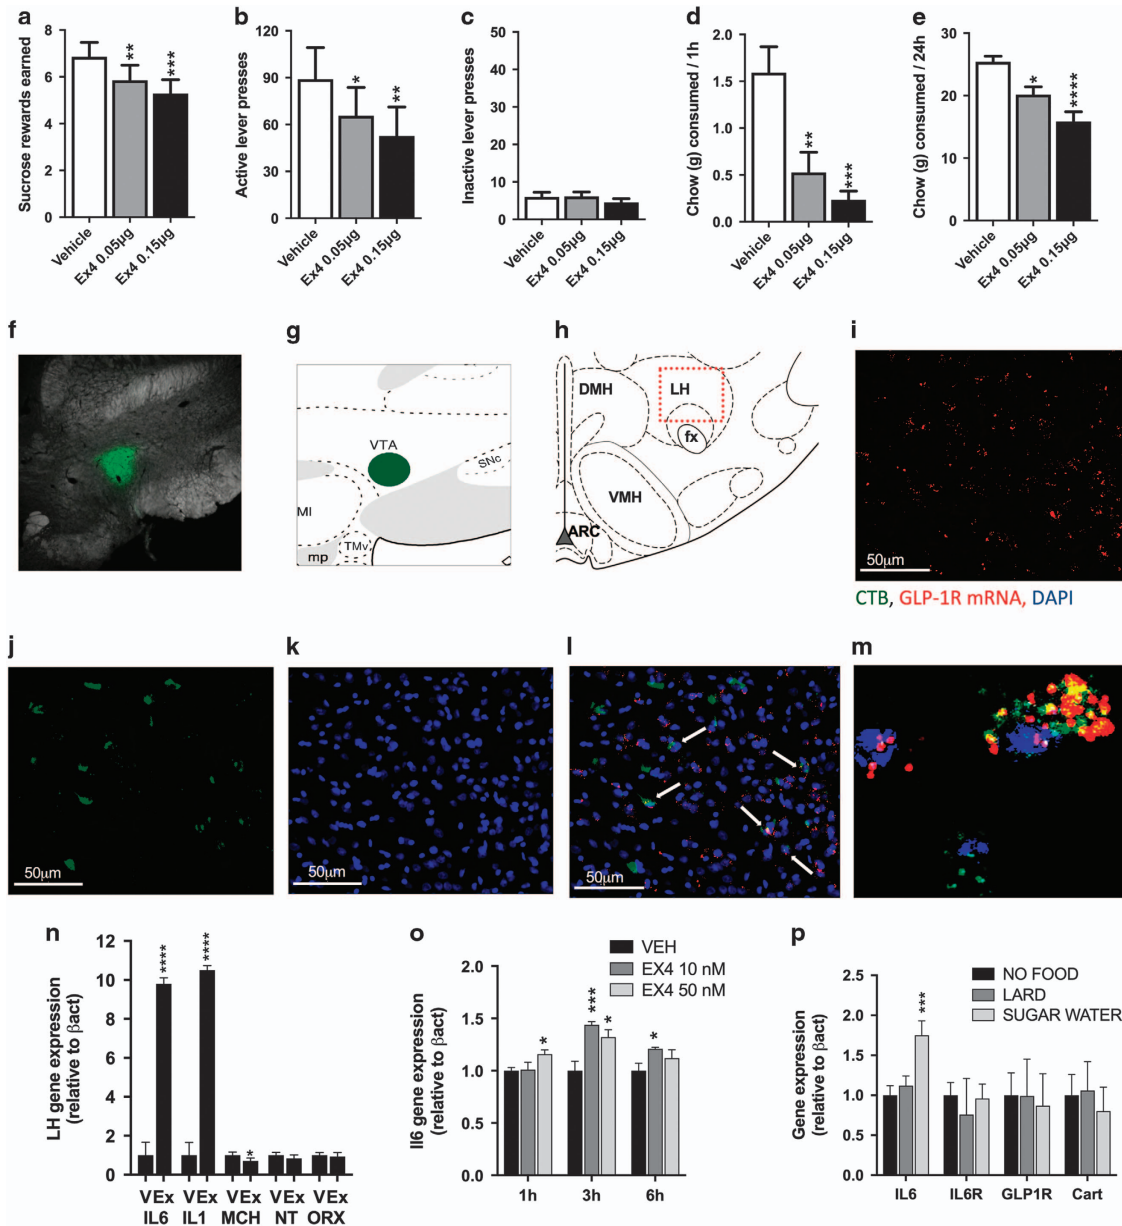 a
b
c
d
e
Sucrose rewards earned
8
6
4
2
0
Vehicle
Ex4 0.05µg
Ex4 0.15µg
**
***
Active lever presses
120
90
60
30
0
Vehicle
Ex4 0.05µg
Ex4 0.15µg
*
**
Inactive lever presses
50
40
30
20
10
0
Vehicle
Ex4 0.05µg
Ex4 0.15µg
Chow (g) consumed / 1h
2.0
1.5
1.0
0.5
0.0
Vehicle
Ex4 0.05µg
Ex4 0.15µg
**
***
Chow (g) consumed / 24h
30
20
10
0
Vehicle
Ex4 0.05µg
Ex4 0.15µg
*
****
f
g
h
i
VTA
SNc
MI
TMv
mp
DMH
LH
fx
VMH
ARC
50µm
CTB, GLP-1R mRNA, DAPI
j
k
l
m
50µm
50µm
50µm
n
LH gene expression
(relative to βact)
12
10
8
6
4
2
0
****
****
*
VEx VEx VEx VEx VEx
IL6 IL1 MCH NT ORX
o
VEH
EX4 10 nM
EX4 50 nM
Il6 gene expression
(relative to βact)
2.0
1.5
1.0
0.5
0.0
*
***
*
*
1h 3h 6h
p
NO FOOD
LARD
SUGAR WATER
Gene expression
(relative to βact)
2.5
2.0
1.5
1.0
0.5
0.0
***
IL6 IL6R GLP1R Cart